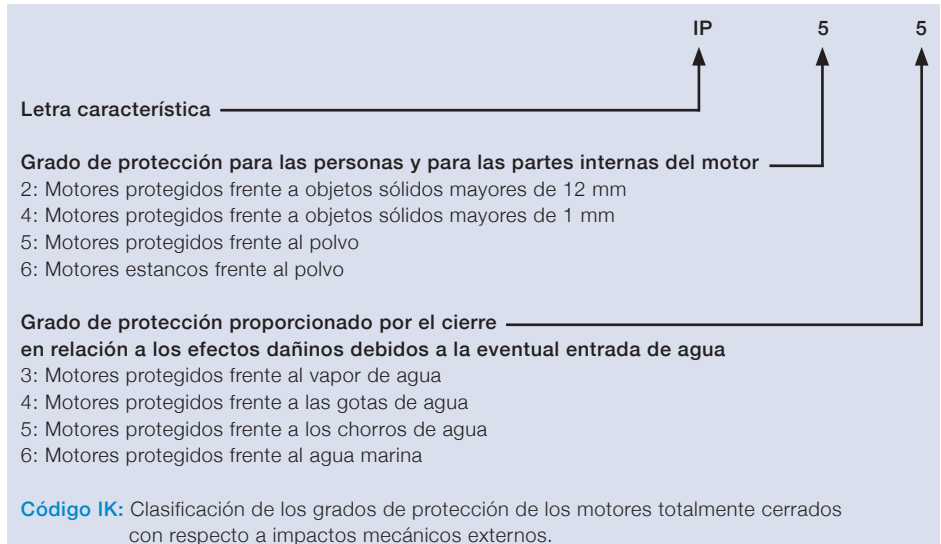 IP 5 5
Letra característica
Grado de protección para las personas y para las partes internas del motor
2: Motores protegidos frente a objetos sólidos mayores de 12 mm
4: Motores protegidos frente a objetos sólidos mayores de 1 mm
5: Motores protegidos frente al polvo
6: Motores estancos frente al polvo
Grado de protección proporcionado por el cierre
en relación a los efectos dañinos debidos a la eventual entrada de agua
3: Motores protegidos frente al vapor de agua
4: Motores protegidos frente a las gotas de agua
5: Motores protegidos frente a los chorros de agua
6: Motores protegidos frente al agua marina
Código IK: Clasificación de los grados de protección de los motores totalmente cerrados
con respecto a impactos mecánicos externos.